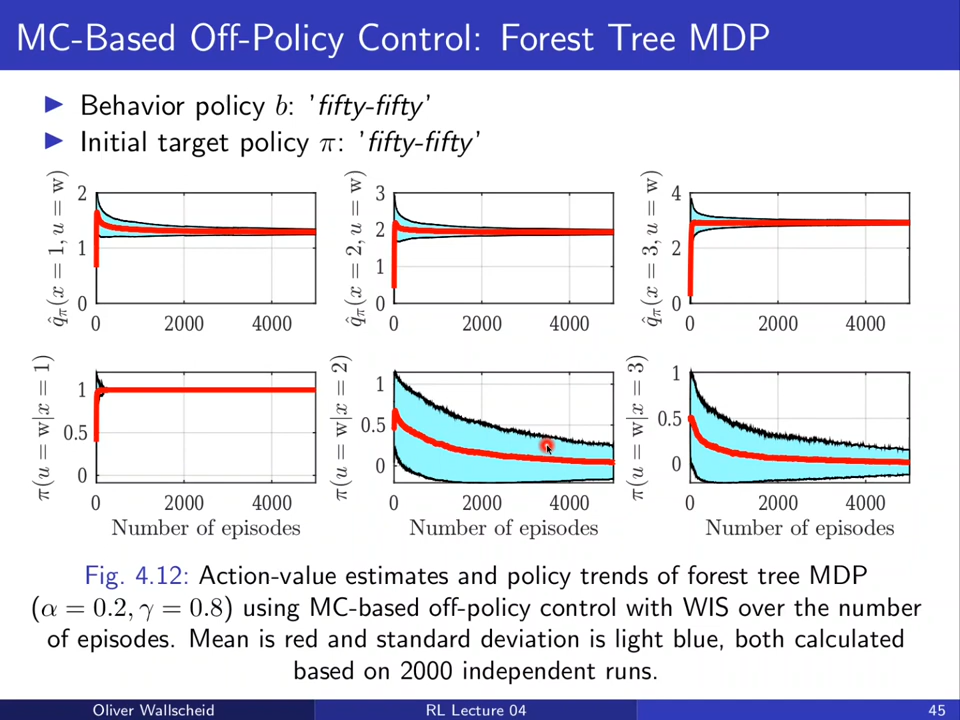 MC-Based Off-Policy Control: Forest Tree MDP
▶ Behavior policy b: 'fifty-fifty'
▶ Initial target policy π: 'fifty-fifty'
q̂π(x = 1, u = w)
2
1
0
0 2000 4000
q̂π(x = 2, u = w)
3
2
1
0
0 2000 4000
q̂π(x = 3, u = w)
4
2
0
0 2000 4000
π(u = w|x = 1)
1
0.5
0
0 2000 4000
Number of episodes
π(u = w|x = 2)
1
0.5
0
0 2000 4000
Number of episodes
π(u = w|x = 3)
1
0.5
0
0 2000 4000
Number of episodes
Fig. 4.12: Action-value estimates and policy trends of forest tree MDP
(α = 0.2, γ = 0.8) using MC-based off-policy control with WIS over the number
of episodes. Mean is red and standard deviation is light blue, both calculated
based on 2000 independent runs.
Oliver Wallscheid RL Lecture 04 45